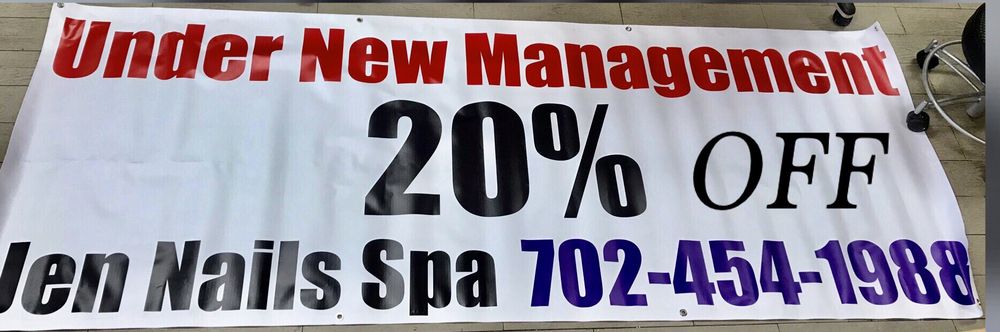 Under New Management
20% OFF
Jen Nails Spa 702-454-1988